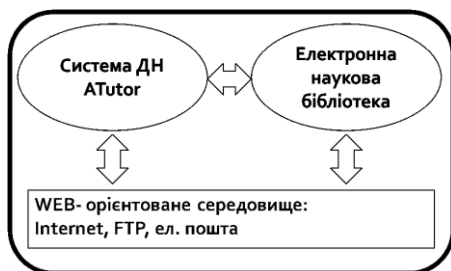 Система ДН
ATutor
Електронна
наукова
бібліотека
WEB- орієнтоване середовище:
Internet, FTP, ел. пошта